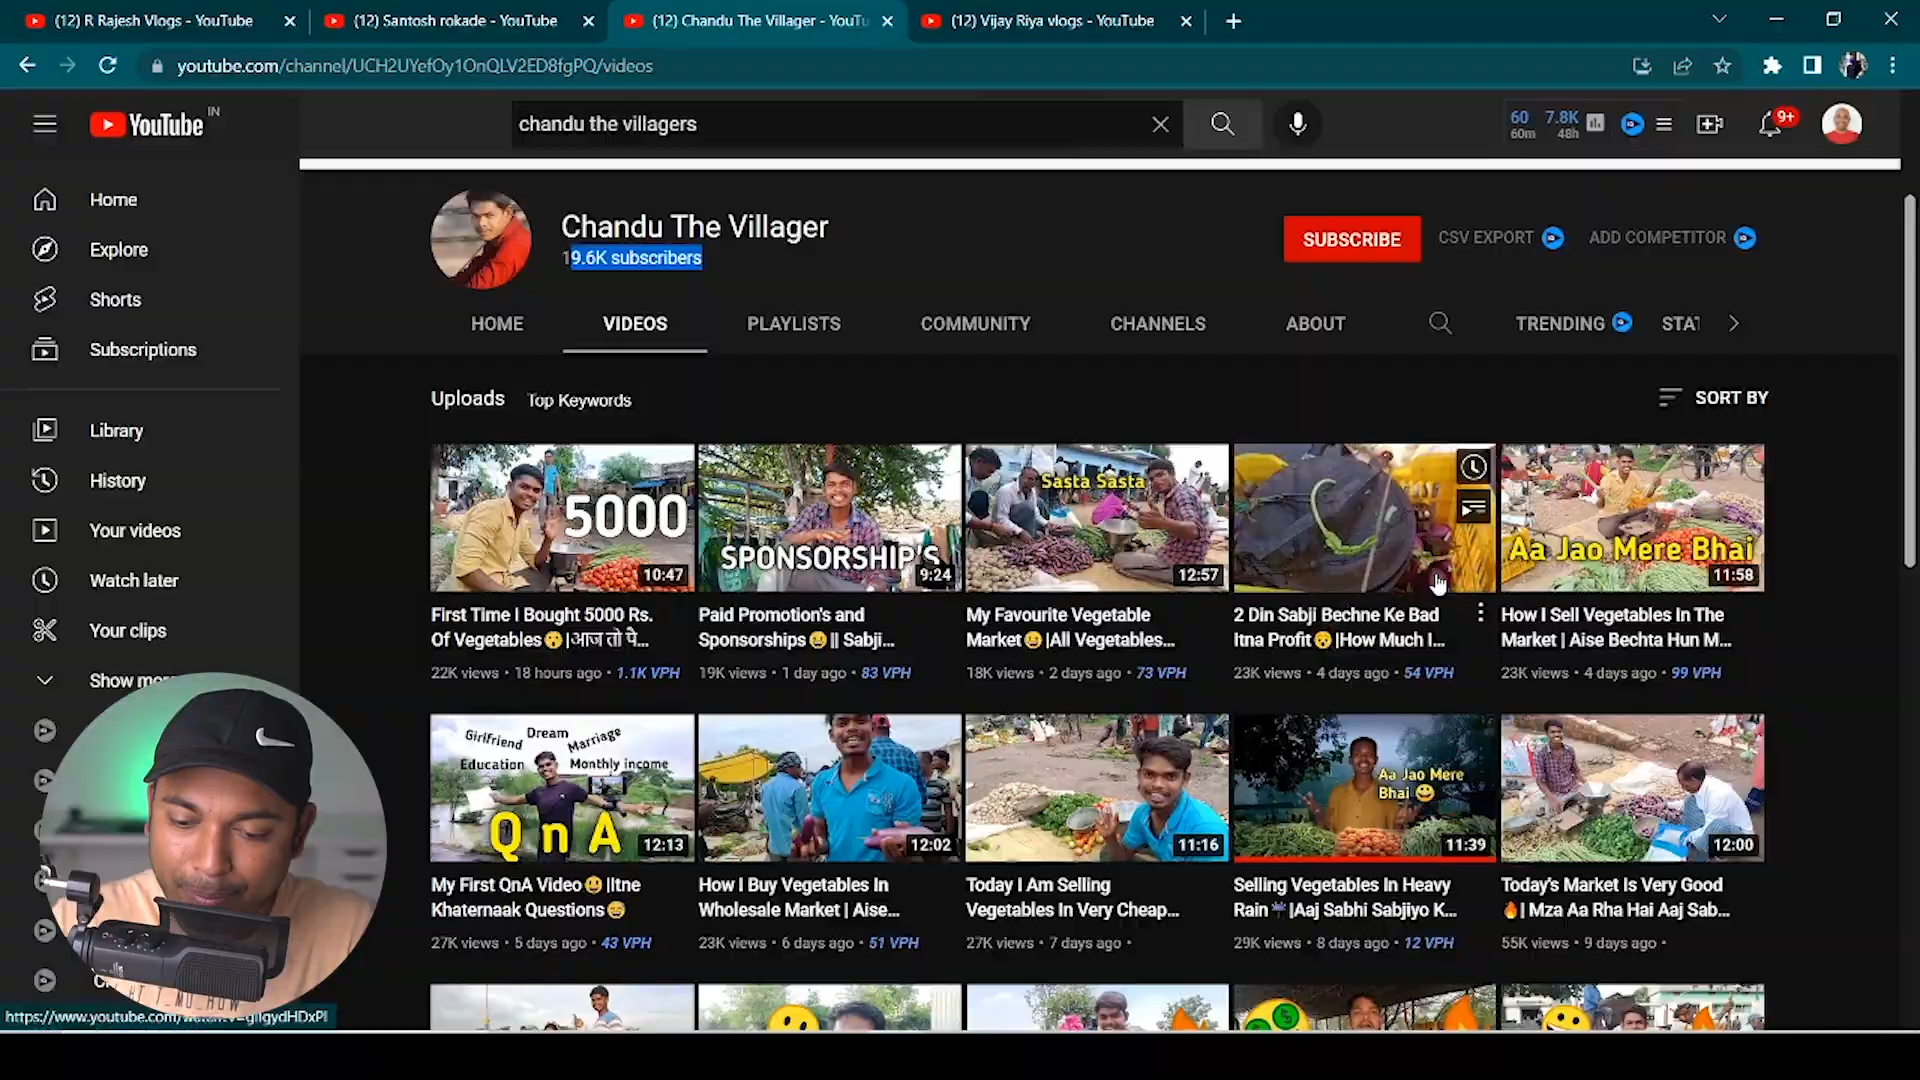 (12) R Rajesh Vlogs - YouTube
(12) Santosh rokade - YouTube
(12) Chandu The Villager - YouTu
(12) Vijay Riya vlogs - YouTube
youtube.com/channel/UCH2UYefOy1OnQLV2ED8fgPQ/videos
YouTube IN
chandu the villagers
60 60m
7.8K 48h
9+
Home
Explore
Shorts
Subscriptions
Library
History
Your videos
Watch later
Your clips
Show more
Chandu The Villager
19.6K subscribers
SUBSCRIBE
CSV EXPORT
ADD COMPETITOR
HOME
VIDEOS
PLAYLISTS
COMMUNITY
CHANNELS
ABOUT
TRENDING
STAT
Uploads
Top Keywords
SORT BY
5000
10:47
First Time I Bought 5000 Rs.
Of Vegetables😲|आज तो पै...
22K views • 18 hours ago • 1.1K VPH
SPONSORSHIP'S
9:24
Paid Promotion's and
Sponsorships😀|| Sabji...
19K views • 1 day ago • 83 VPH
Sasta Sasta
12:57
My Favourite Vegetable
Market😀|All Vegetables...
18K views • 2 days ago • 73 VPH
2 Din Sabji Bechne Ke Bad
Itna Profit😲|How Much I...
23K views • 4 days ago • 54 VPH
Aa Jao Mere Bhai
11:58
How I Sell Vegetables In The
Market | Aise Bechta Hun M...
23K views • 4 days ago • 99 VPH
Girlfriend Dream Marriage
Education Monthly income
Q n A
12:13
My First QnA Video😃|Itne
Khaternaak Questions😅
27K views • 5 days ago • 43 VPH
12:02
How I Buy Vegetables In
Wholesale Market | Aise...
23K views • 6 days ago • 51 VPH
11:16
Today I Am Selling
Vegetables In Very Cheap...
27K views • 7 days ago •
Aa Jao Mere
Bhai 😀
11:39
Selling Vegetables In Heavy
Rain☔|Aaj Sabhi Sabjiyo K...
29K views • 8 days ago • 12 VPH
12:00
Today's Market Is Very Good
🔥| Mza Aa Rha Hai Aaj Sab...
55K views • 9 days ago •